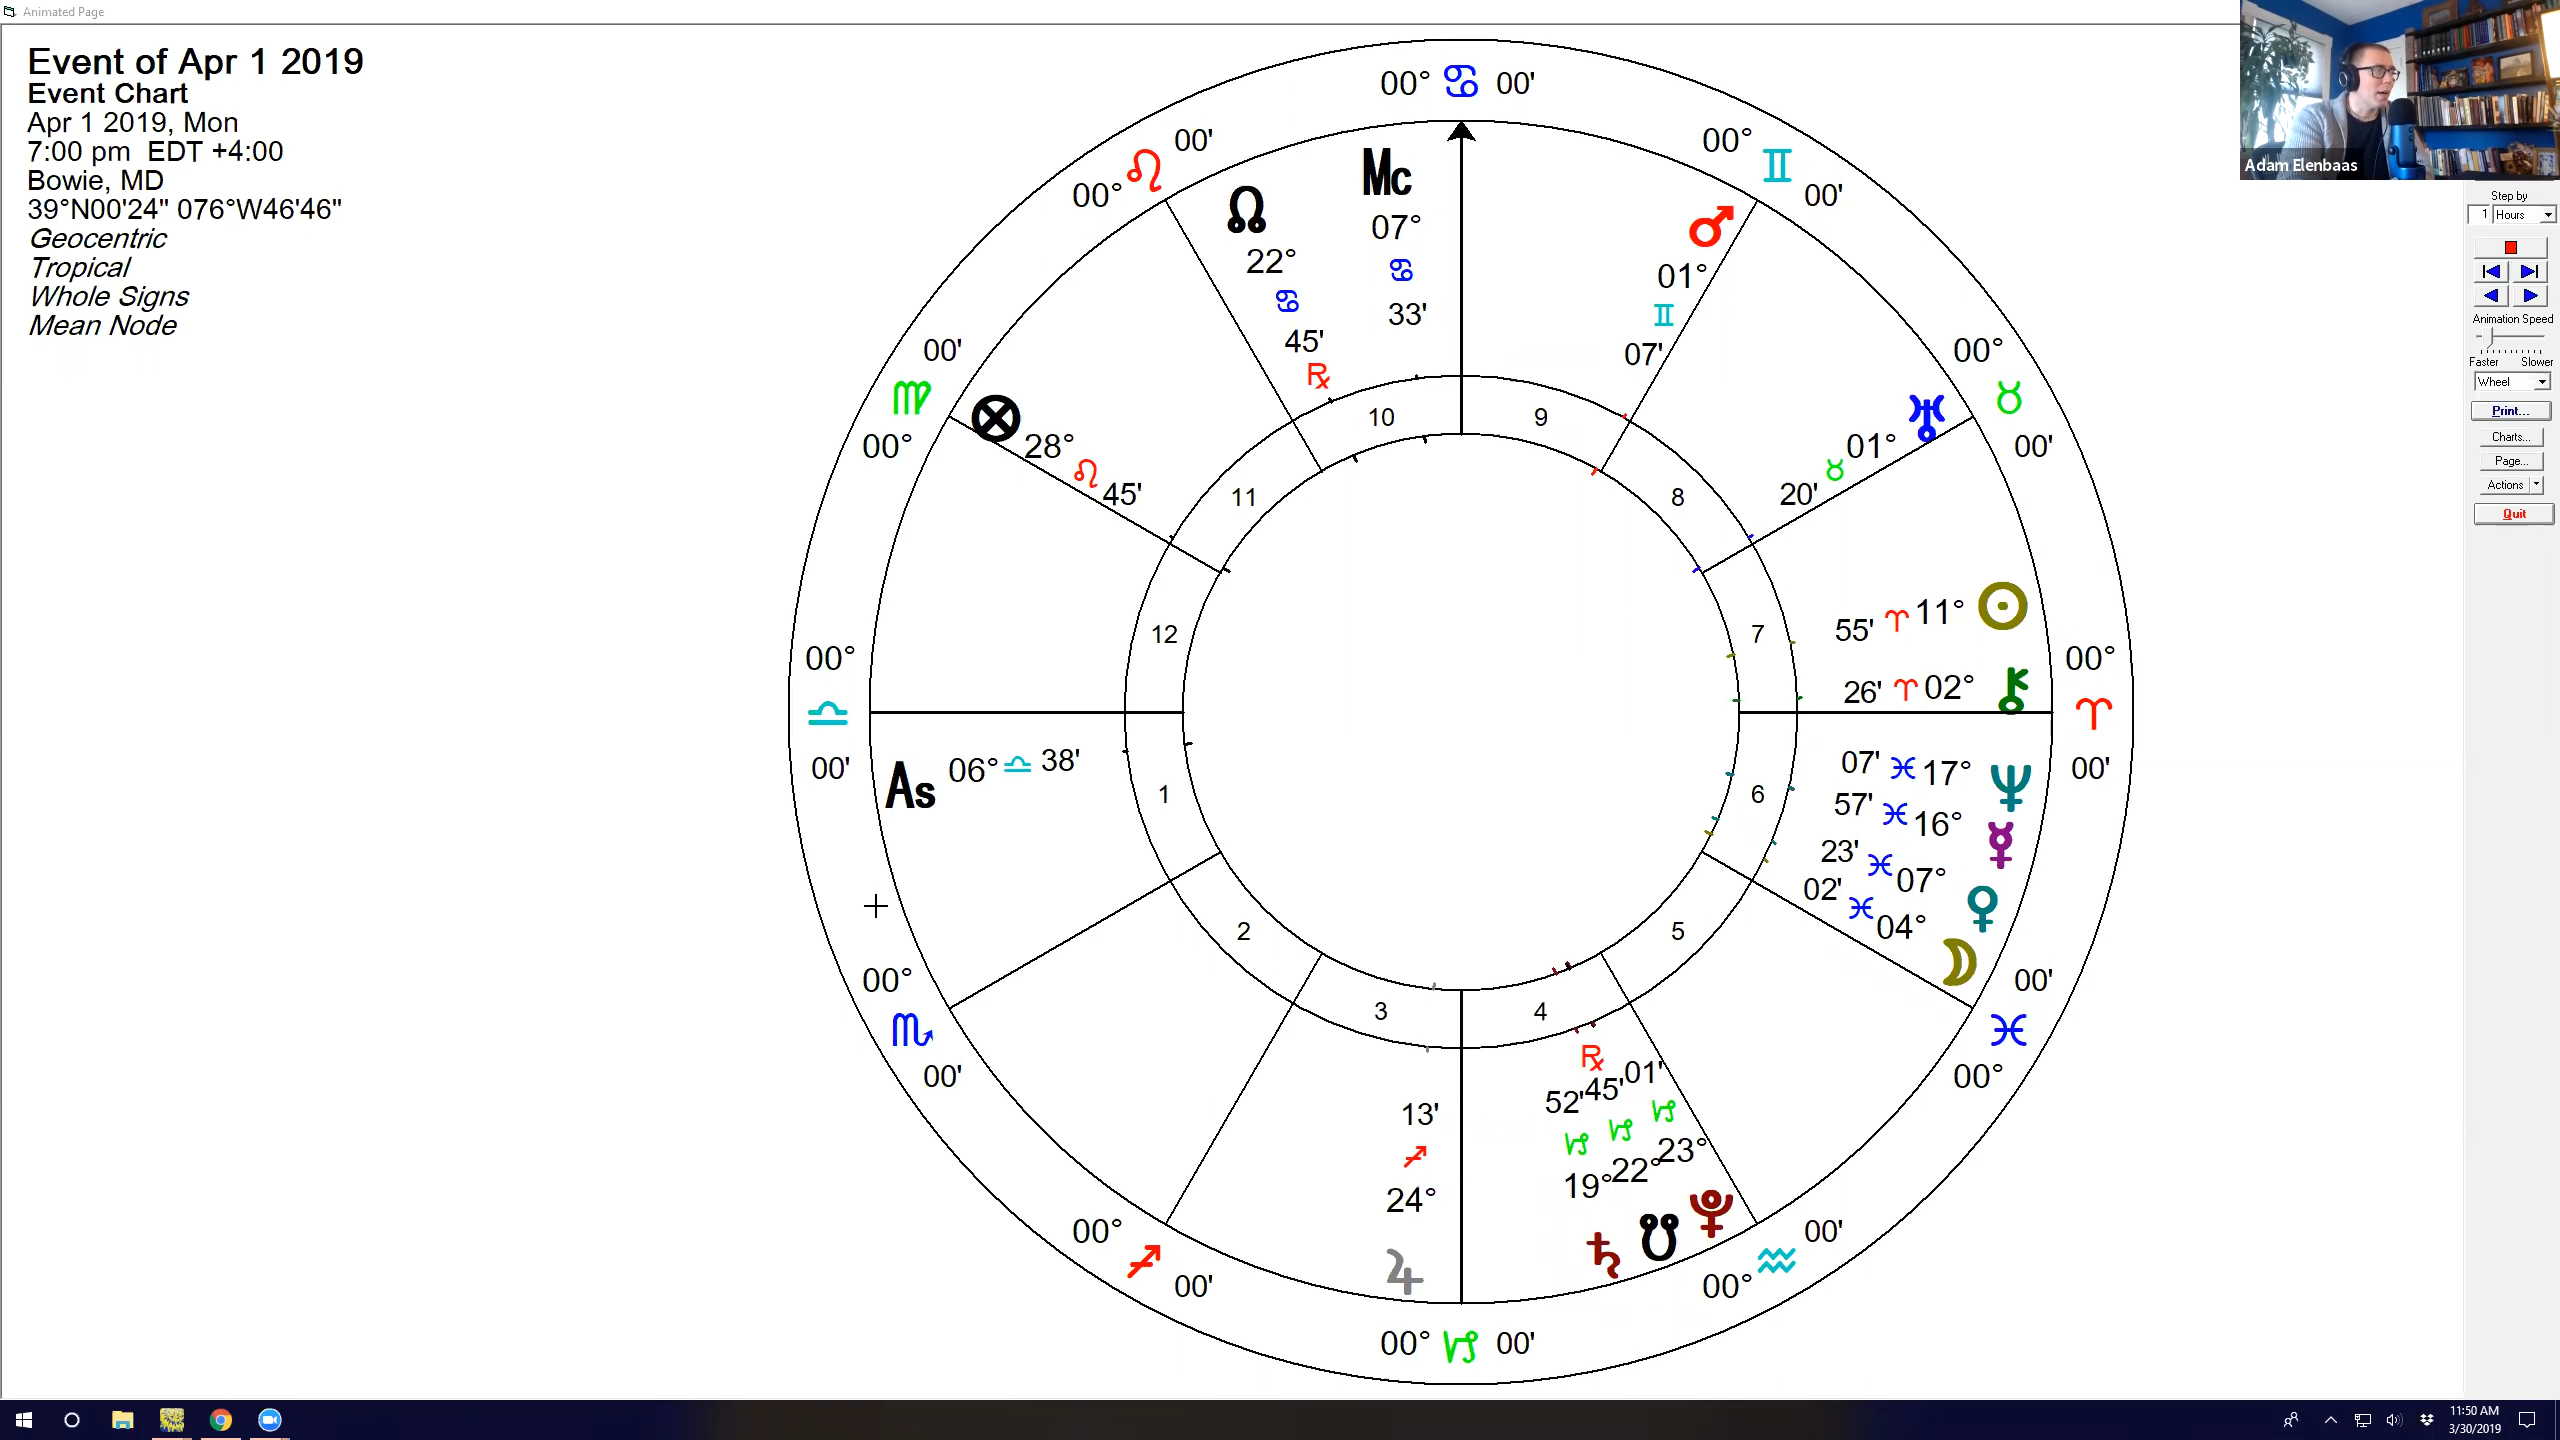 Animated Page
Event of Apr 1 2019
Event Chart
Apr 1 2019, Mon
7:00 pm EDT +4:00
Bowie, MD
39°N00'24" 076°W46'46"
Geocentric
Tropical
Whole Signs
Mean Node
00° ♋ 00'
00° ♌ 00'
00° ♊ 00'
☊ 22° ♋ 45' ℞
Mc 07° ♋ 33'
♂ 01° ♊ 07'
00° ♍ 00'
00° ♉ 00'
⊗ 28° ♌ 45'
20' ♉ 01° ♅
10
9
11
8
12
7
55' ♈ 11° ☉
26' ♈ 02° ⚷
00° ♎ 00'
00° ♈ 00'
As 06° ♎ 38'
1
6
07' ♓ 17° ♆
57' ♓ 16° ☿
23' ♓ 07° ♀
02' ♓ 04° ☽
2
5
3
4
00° ♏ 00'
00' ♓ 00°
13' ♐ 24° ♃
52' ♑ 19° ♄
℞ 45' ♑ 22° ☋
01' ♑ 23° ♇
00° ♐ 00'
00° ♒ 00'
00° ♑ 00'
Adam Elenbaas
Step by
1 Hours
Animation Speed
Faster Slower
Wheel
Print...
Charts...
Page...
Actions
Quit
11:50 AM
3/30/2019